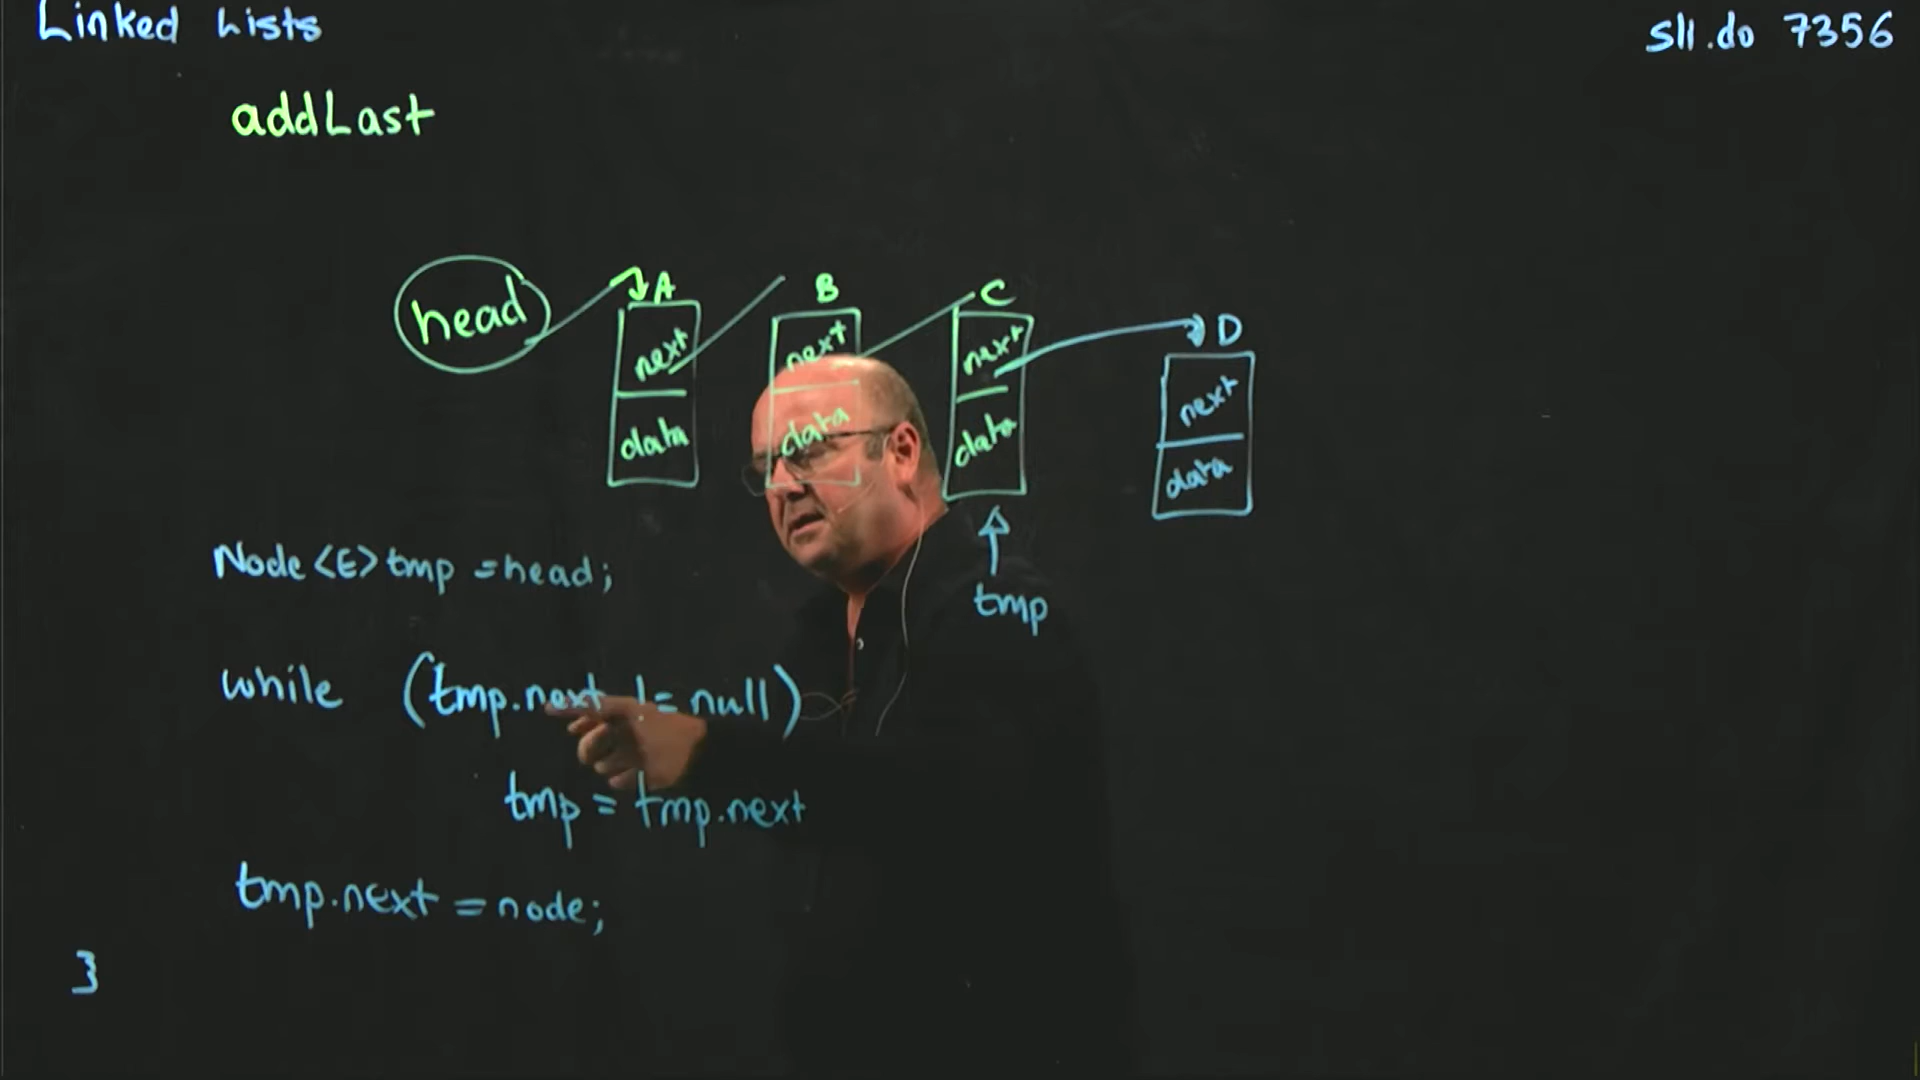 Linked Lists
sli.do 7356
addLast
head
A
B
C
D
next
next
next
next
data
data
data
data
tmp
Node<E> tmp = head;
while (tmp.next != null)
tmp = tmp.next
tmp.next = node;
}